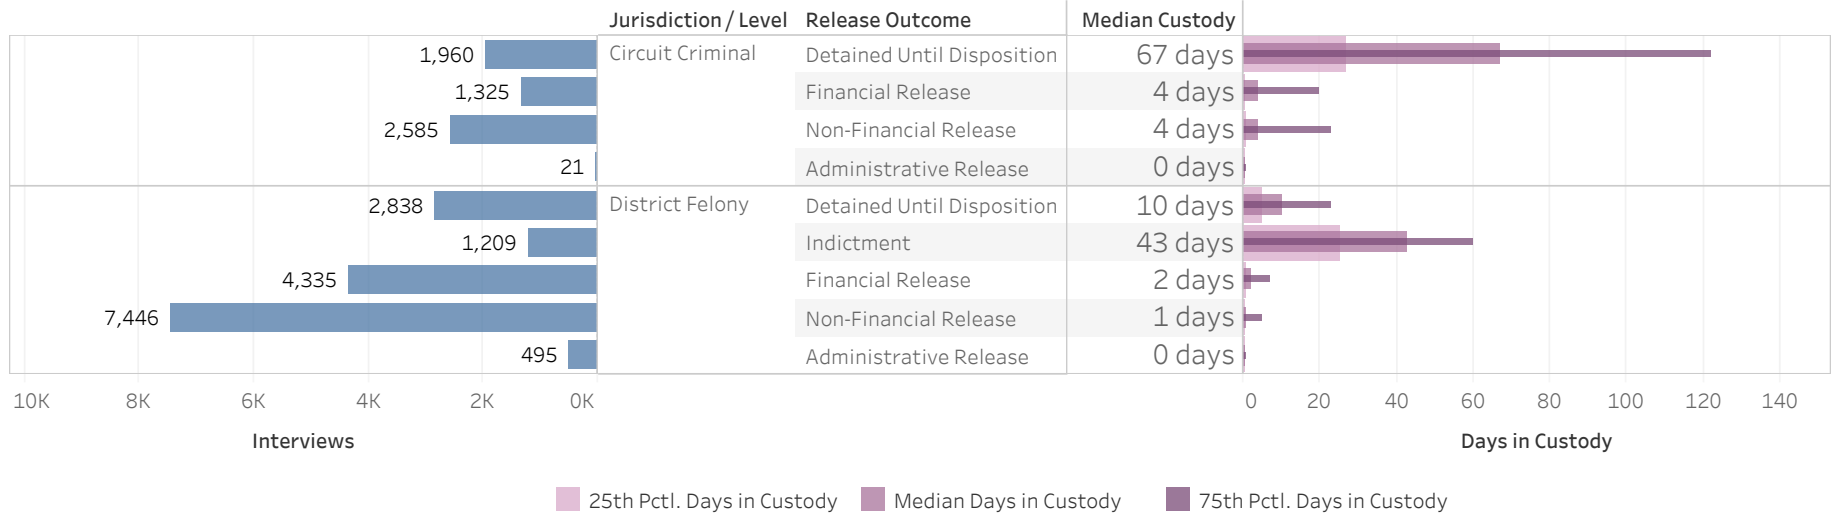 Jurisdiction / Level Release Outcome Median Custody
1,960 Circuit Criminal Detained Until Disposition 67 days
1,325 Financial Release 4 days
2,585 Non-Financial Release 4 days
21 Administrative Release 0 days
2,838 District Felony Detained Until Disposition 10 days
1,209 Indictment 43 days
4,335 Financial Release 2 days
7,446 Non-Financial Release 1 days
495 Administrative Release 0 days
10K 8K 6K 4K 2K 0K 0 20 40 60 80 100 120 140
Interviews Days in Custody
25th Pctl. Days in Custody Median Days in Custody 75th Pctl. Days in Custody